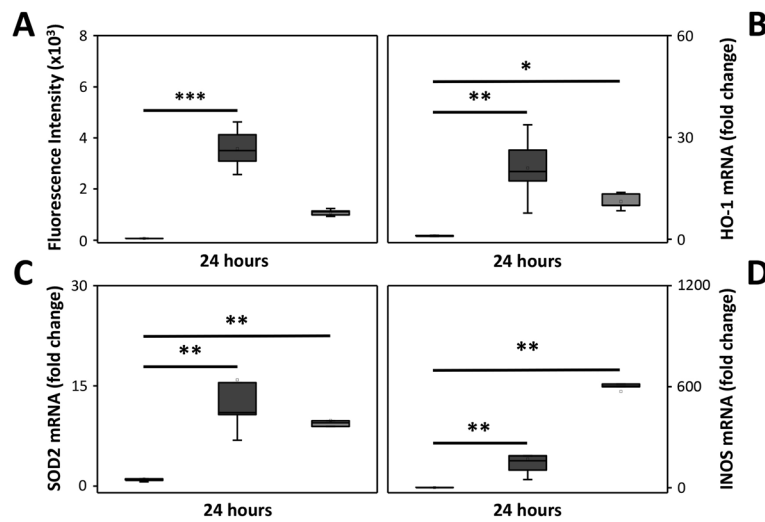 A
B
Fluorescence Intensity (x10³)
8
6
4
2
0
***
24 hours
HO-1 mRNA (fold change)
60
30
0
*
**
24 hours
C
D
SOD2 mRNA (fold change)
30
15
0
**
**
24 hours
INOS mRNA (fold change)
1200
600
0
**
**
24 hours